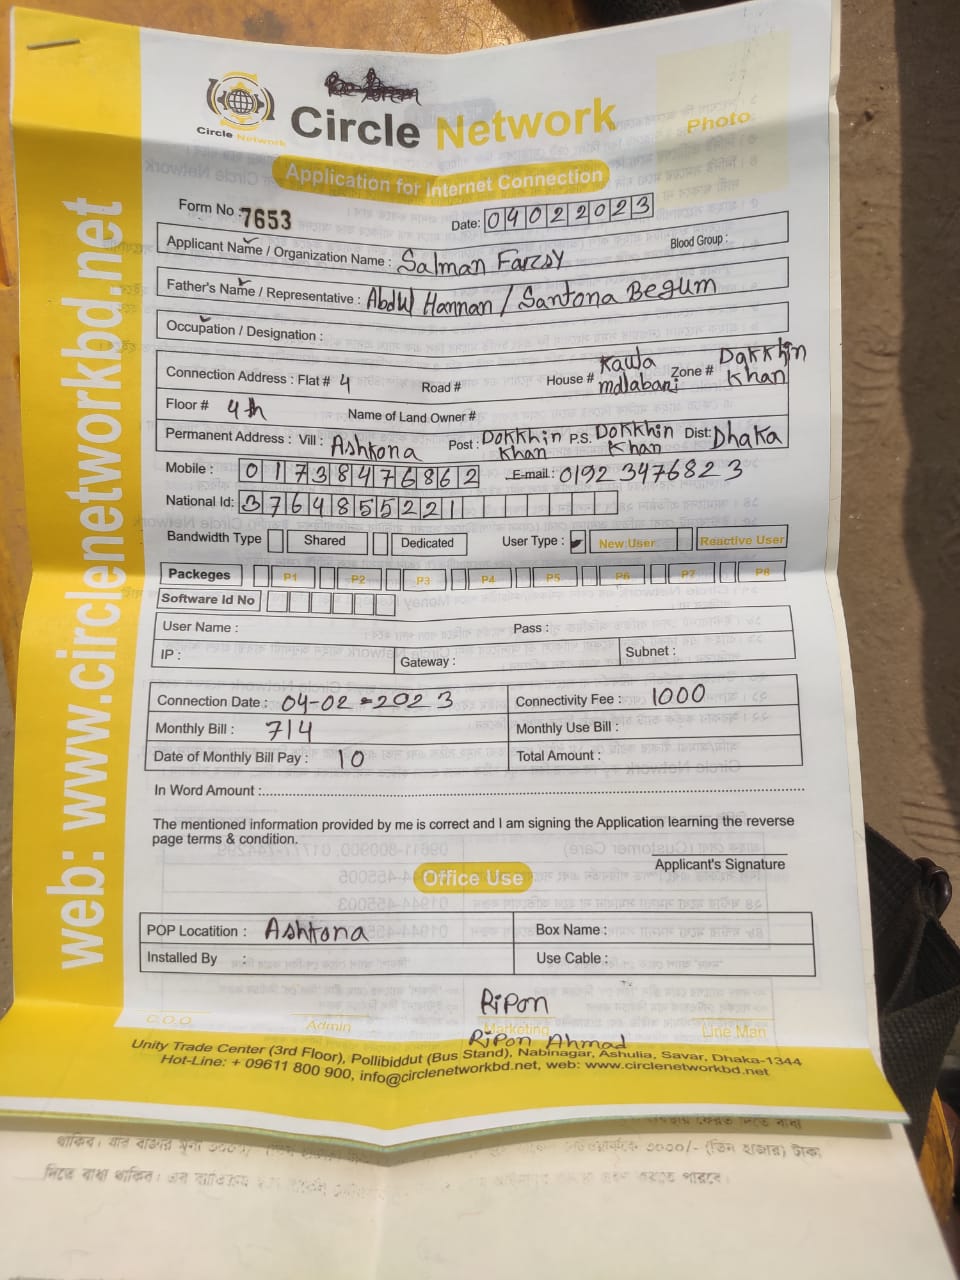 Circle Network
Circle Network
Photo
Application for Internet Connection
Form No : 7653
Date: 04022023
Applicant Name / Organization Name : Salman Farsy
Blood Group :
Father's Name / Representative : Abdul Hannan / Santona Begum
Occupation / Designation :
Connection Address : Flat # 4 Road # House # Kawla Zone # Dakkhin Khan
Floor # 4th Name of Land Owner #
Permanent Address : Vill : Ashkona Post : Dokkhin Khan P.S. Dokkhin Khan Dist: Dhaka
Mobile : 01738476862 E-mail : 01923476823
National Id: 3764855221
Bandwidth Type Shared Dedicated User Type : New User Reactive User
Packeges P1 P2 P3 P4 P5 P6 P7 P8
Software Id No
User Name : Pass :
IP : Gateway : Subnet :
Connection Date : 04-02-2023 Connectivity Fee : 1000
Monthly Bill : 714 Monthly Use Bill :
Date of Monthly Bill Pay : 10 Total Amount :
In Word Amount :
The mentioned information provided by me is correct and I am signing the Application learning the reverse
page terms & condition.
Applicant's Signature
Office Use
POP Locatition : Ashkona Box Name :
Installed By : Use Cable :
Ripon
C.O.O Admin Marketing Line Man
Ripon Ahmad
Unity Trade Center (3rd Floor), Pollibiddut (Bus Stand), Nabinagar, Ashulia, Savar, Dhaka-1344
Hot-Line: + 09611 800 900, info@circlenetworkbd.net, web: www.circlenetworkbd.net
web: www.circlenetworkbd.net
৩০০০/- (তিন হাজার) টাকা
দিতে বাধ্য থাকিব।